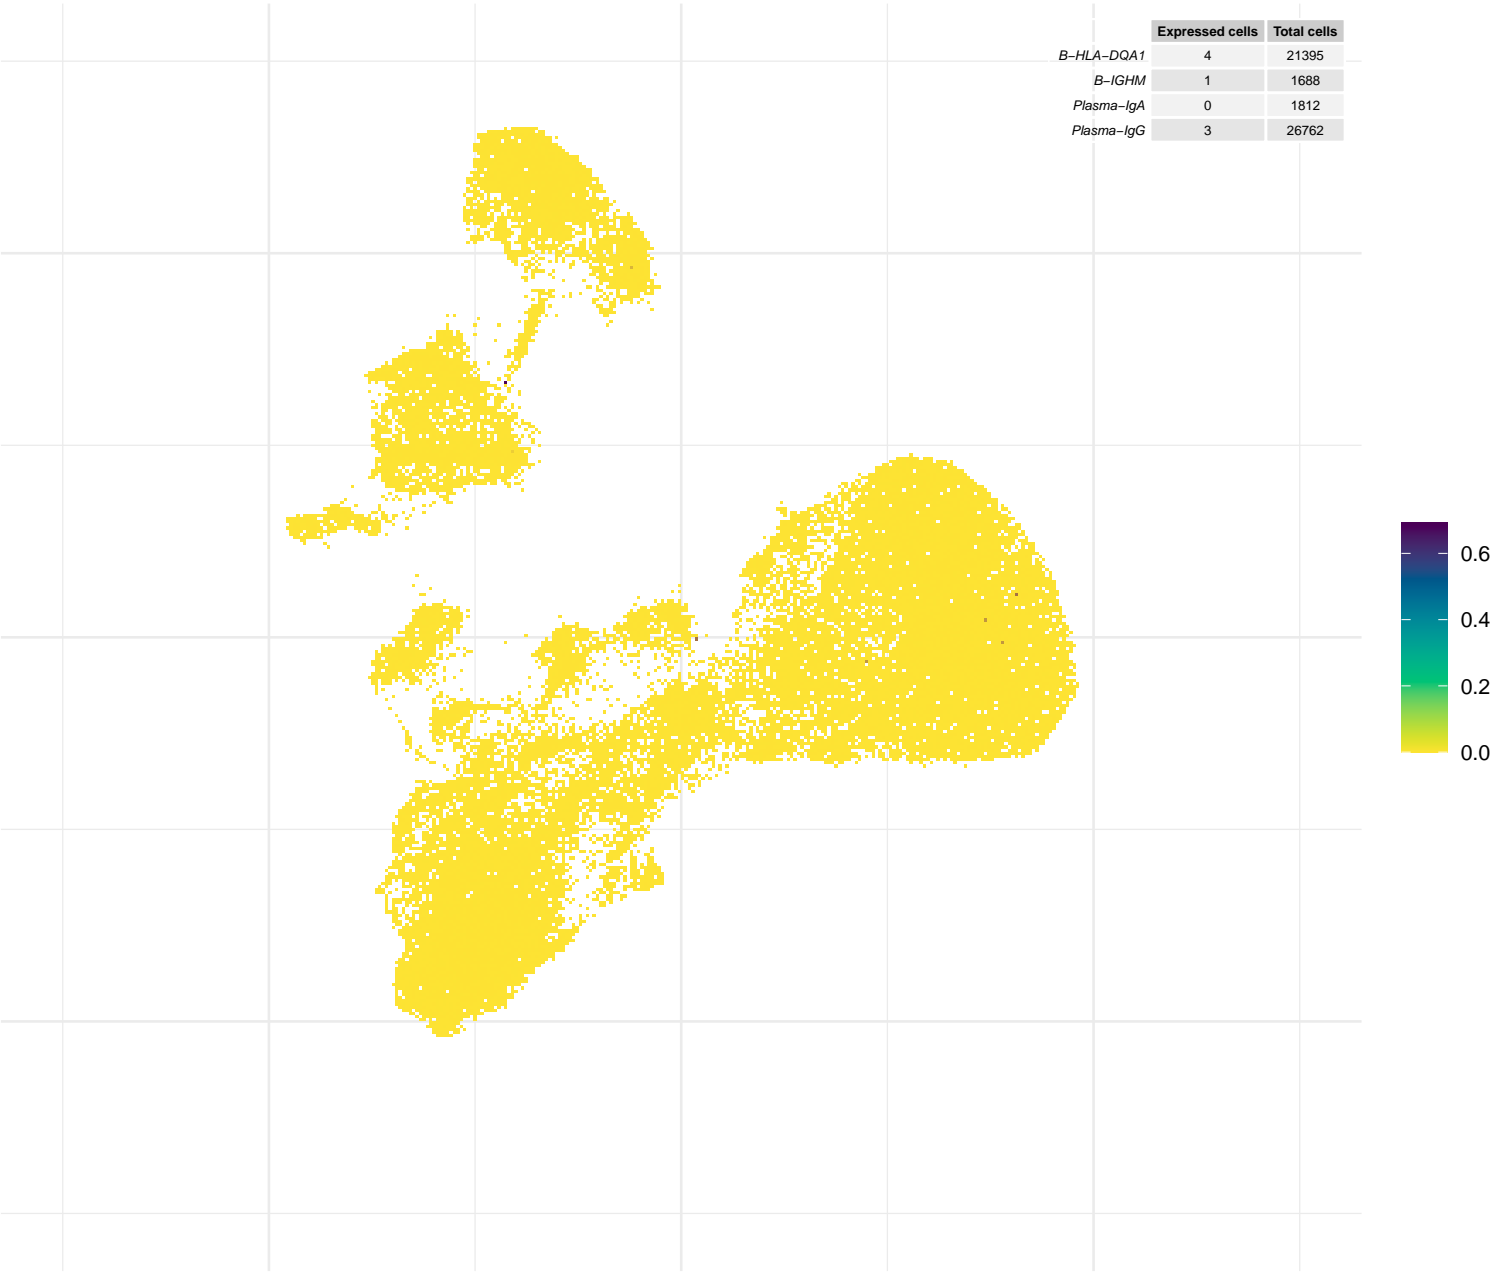 Expressed cells Total cells
B−HLA−DQA1 4 21395
B−IGHM 1 1688
Plasma−IgA 0 1812
Plasma−IgG 3 26762
0.6
0.4
0.2
0.0